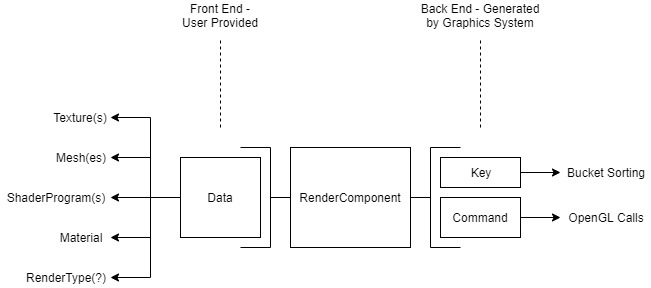 Front End -
User Provided
Back End - Generated
by Graphics System
Texture(s)
Mesh(es)
ShaderProgram(s)
Material
RenderType(?)
Data
RenderComponent
Key
Command
Bucket Sorting
OpenGL Calls